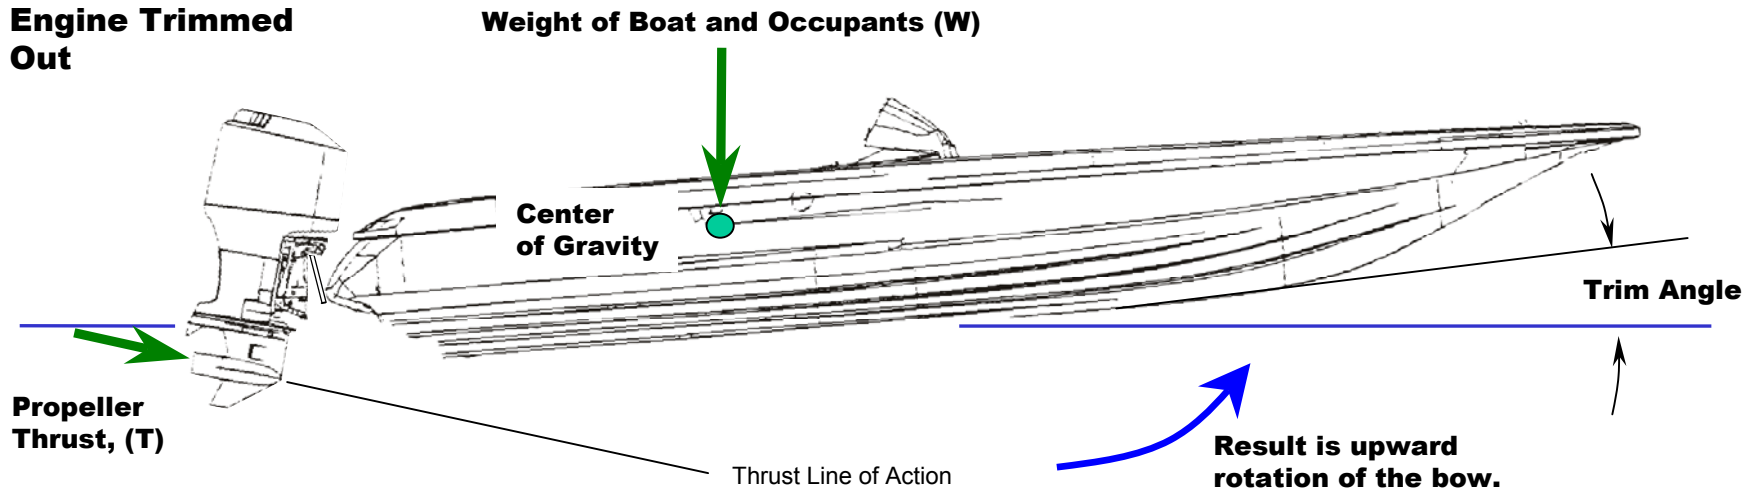 Engine Trimmed
Out
Weight of Boat and Occupants (W)
Center
of Gravity
Trim Angle
Propeller
Thrust, (T)
Thrust Line of Action
Result is upward
rotation of the bow.